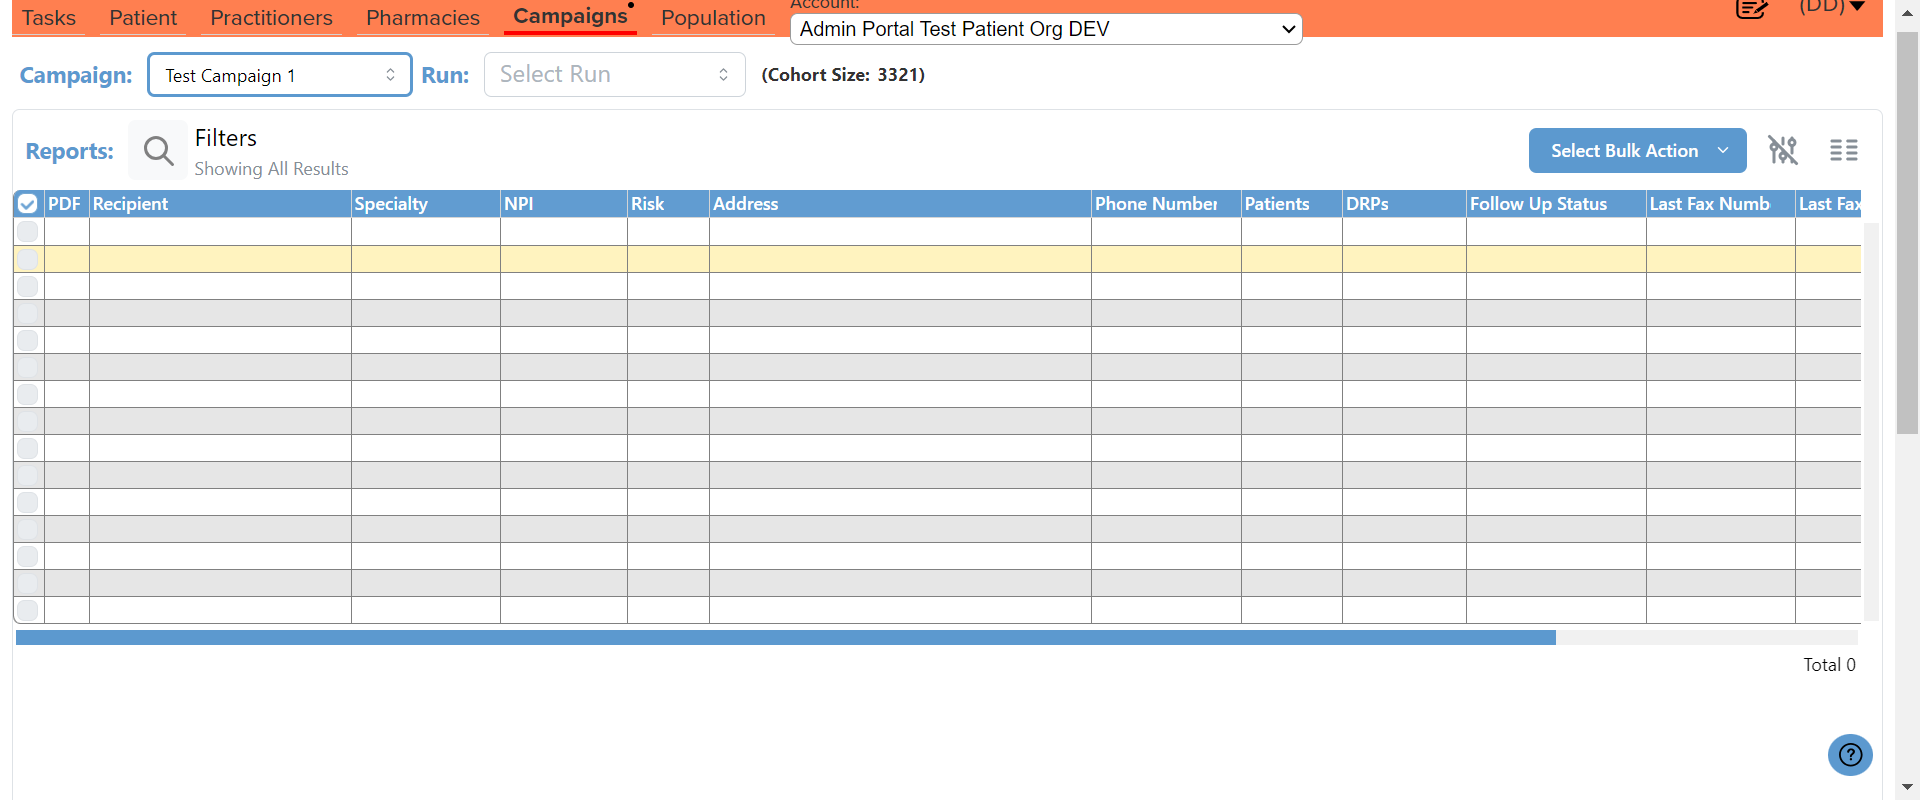 Tasks Patient Practitioners Pharmacies Campaigns Population
Account:
Admin Portal Test Patient Org DEV
(DD)
Campaign: Test Campaign 1 Run: Select Run (Cohort Size: 3321)
Reports: Filters
Showing All Results
Select Bulk Action
PDF Recipient Specialty NPI Risk Address Phone Number Patients DRPs Follow Up Status Last Fax Numb Last Fax
Total 0
?